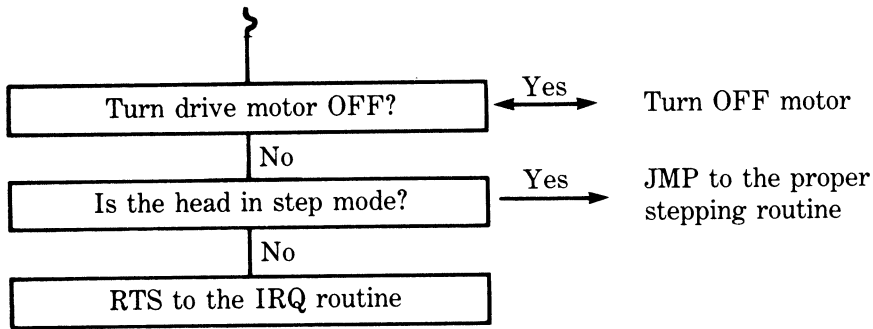 Turn drive motor OFF?
Yes
Turn OFF motor
No
Is the head in step mode?
Yes
JMP to the proper
stepping routine
No
RTS to the IRQ routine